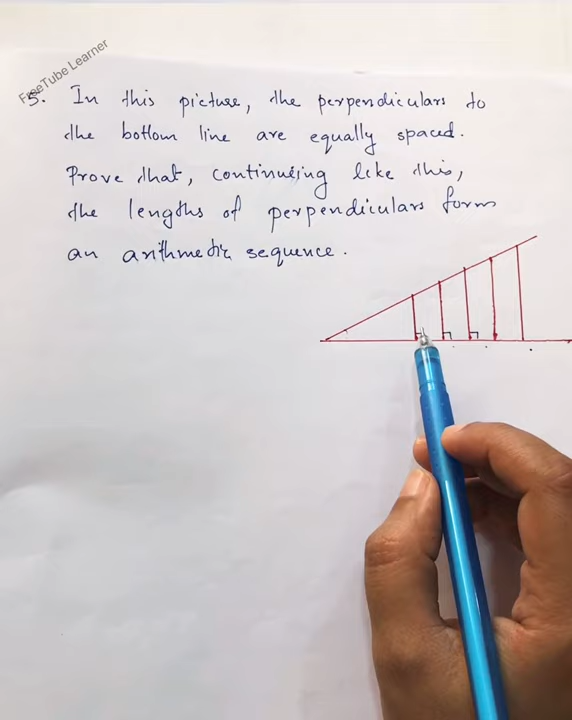 FreeTube Learner
5. In this picture, the perpendiculars to
the bottom line are equally spaced.
Prove that, continuing like this,
the lengths of perpendiculars form
an arithmetic sequence.